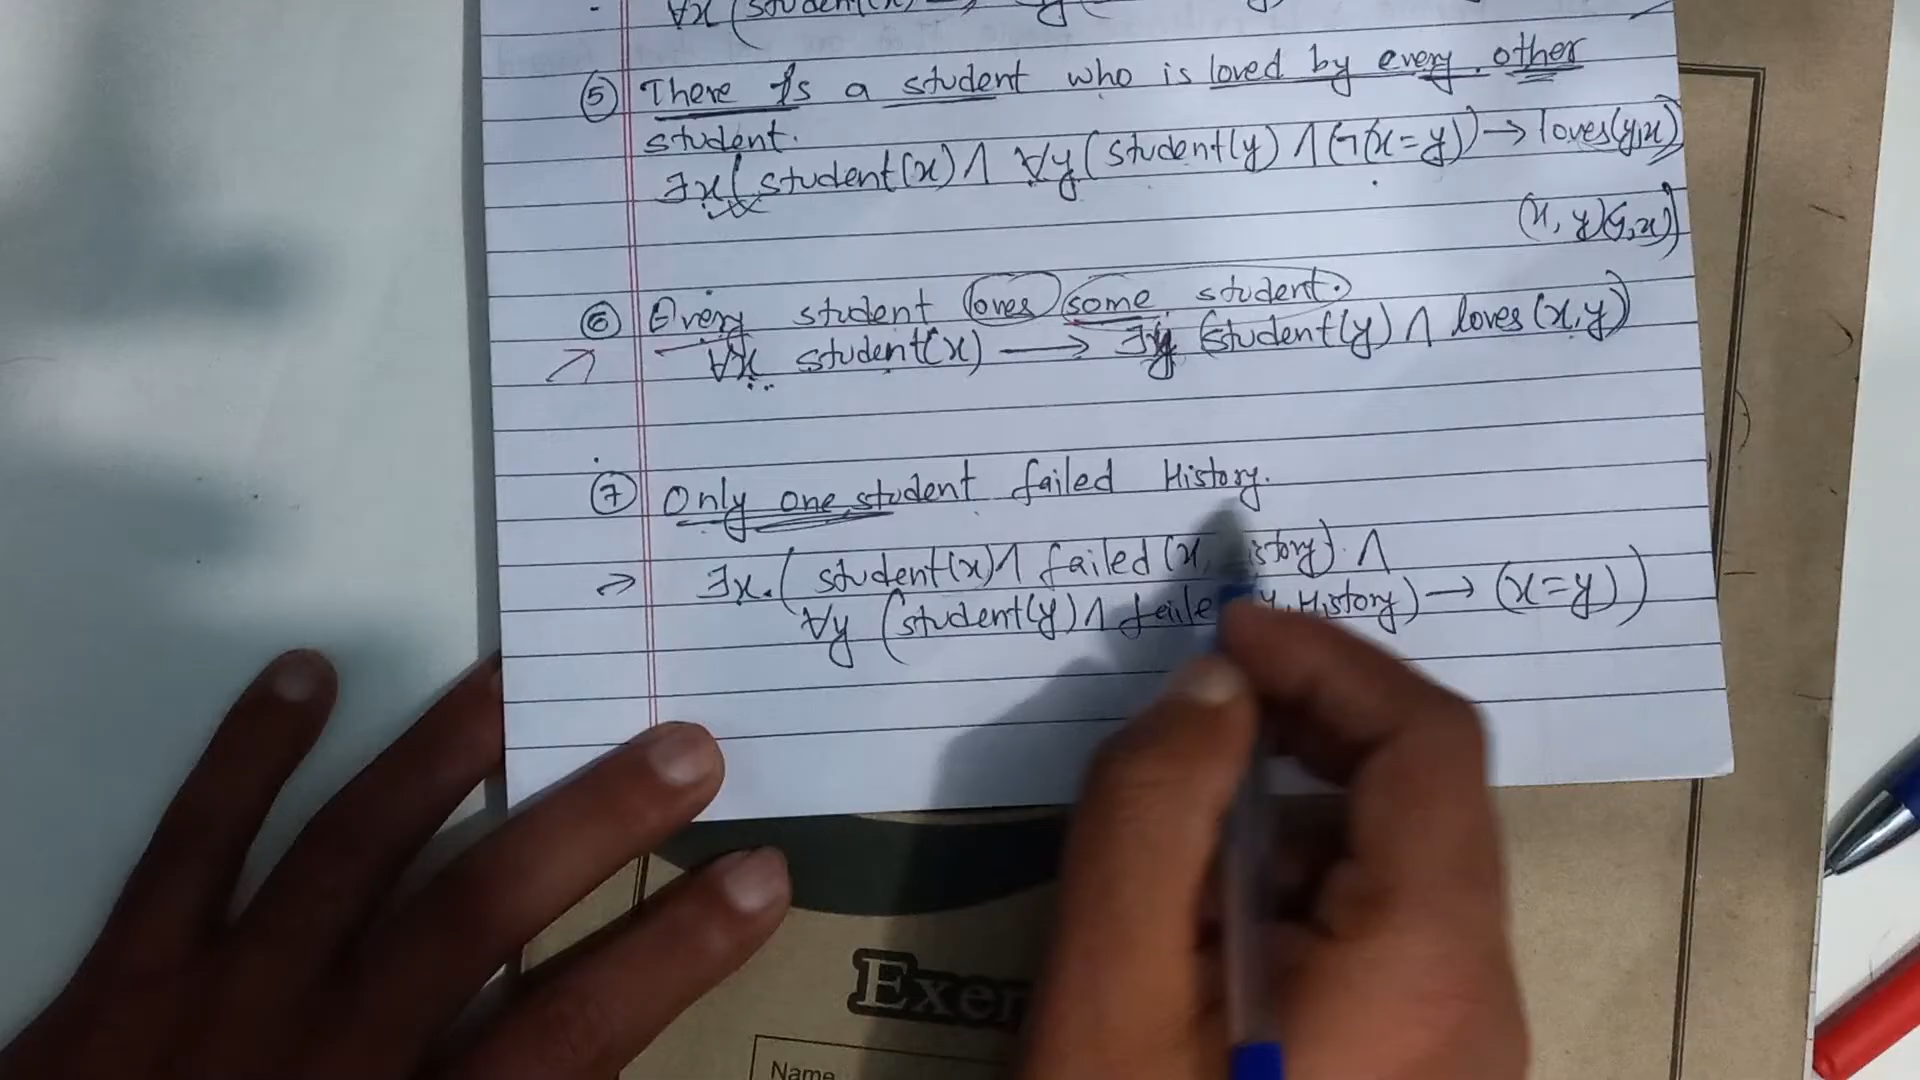 ∀x (student(x)
⑤ There Is a student who is loved by every other
student.
∃x(student(x) ∧ ∀y(student(y) ∧ (¬(x=y)) → loves(y,x)
(x, y)(y,x)
⑥ Every student loves some student.
∀x student(x) → ∃y (student(y) ∧ loves(x,y)
⑦ Only one student failed History.
⇒ ∃x.(student(x) ∧ failed(x, istory) ∧
∀y (student(y) ∧ faile y, History) → (x=y))
Exer
Name